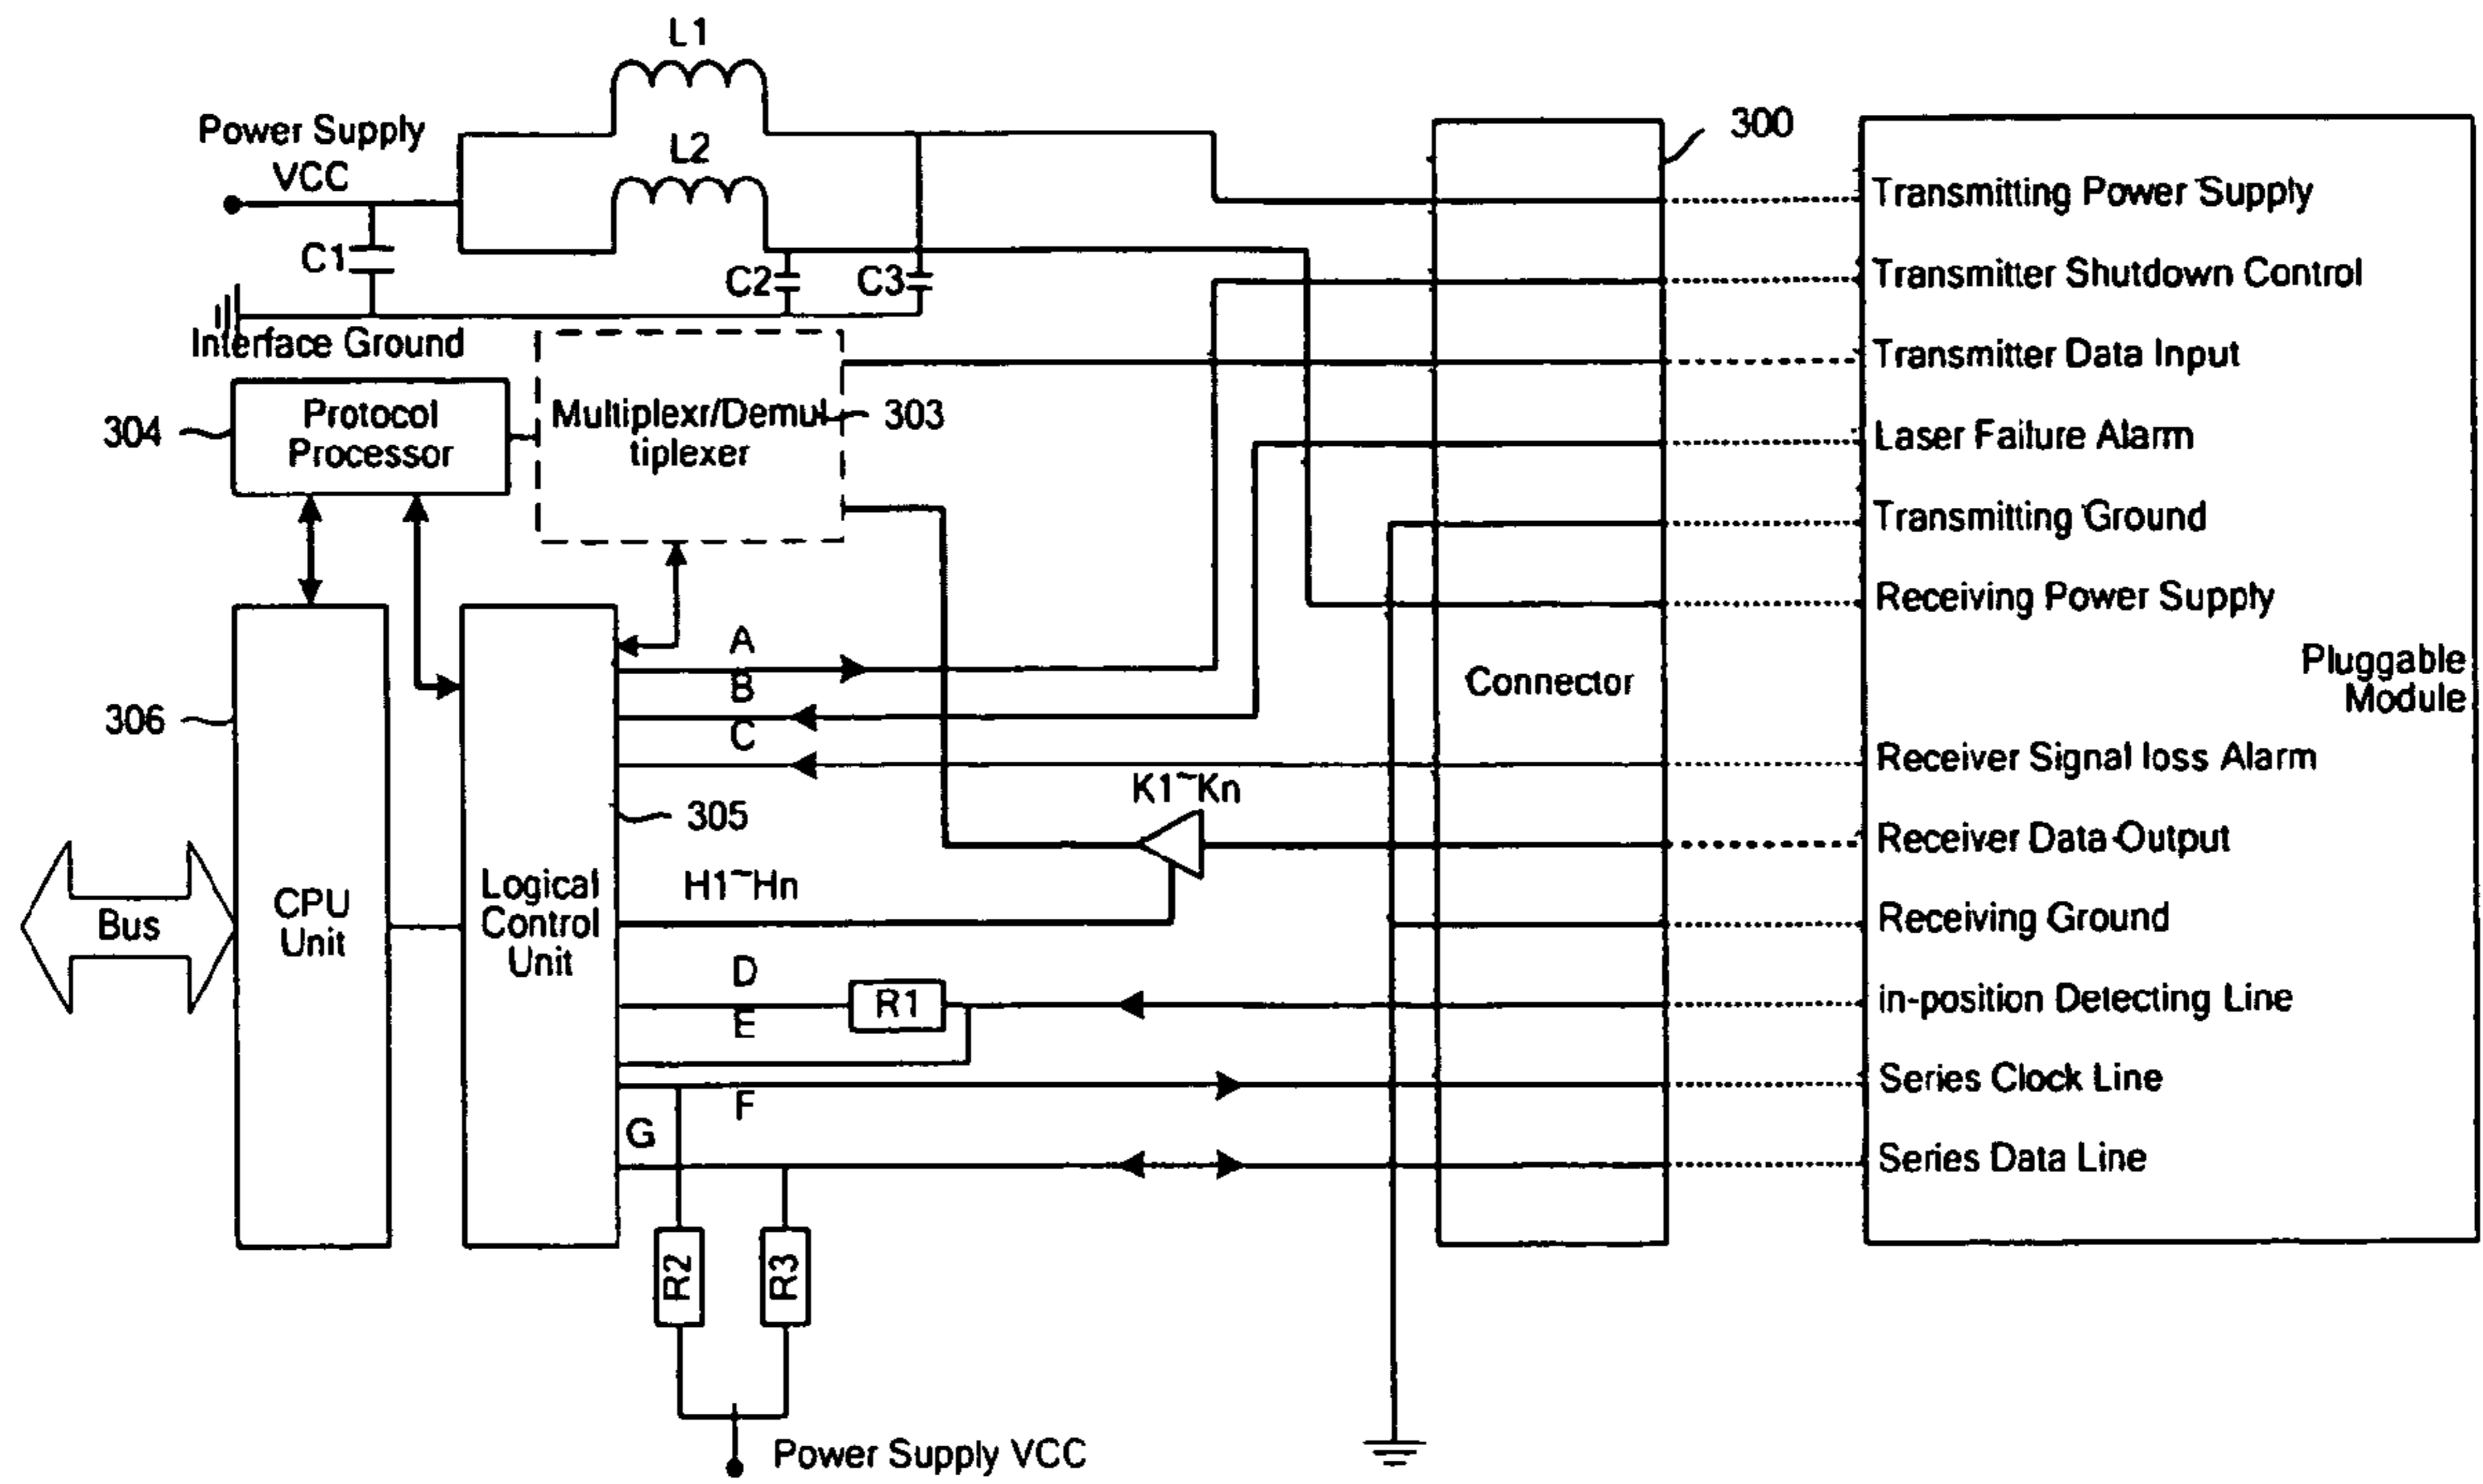 L1
Power Supply
VCC
L2
300
Transmitting Power Supply
C1
C2
C3
Transmitter Shutdown Control
Interface Ground
Transmitter Data Input
304
Protocol
Processor
Multiplexr/Demul
tiplexer
303
Laser Failure Alarm
Transmitting Ground
Receiving Power Supply
A
B
C
Connector
Pluggable
Module
306
Receiver Signal loss Alarm
305
K1~Kn
Receiver Data Output
H1~Hn
Bus
CPU
Unit
Logical
Control
Unit
Receiving Ground
D
R1
E
in-position Detecting Line
F
Series Clock Line
G
Series Data Line
R2
R3
Power Supply VCC